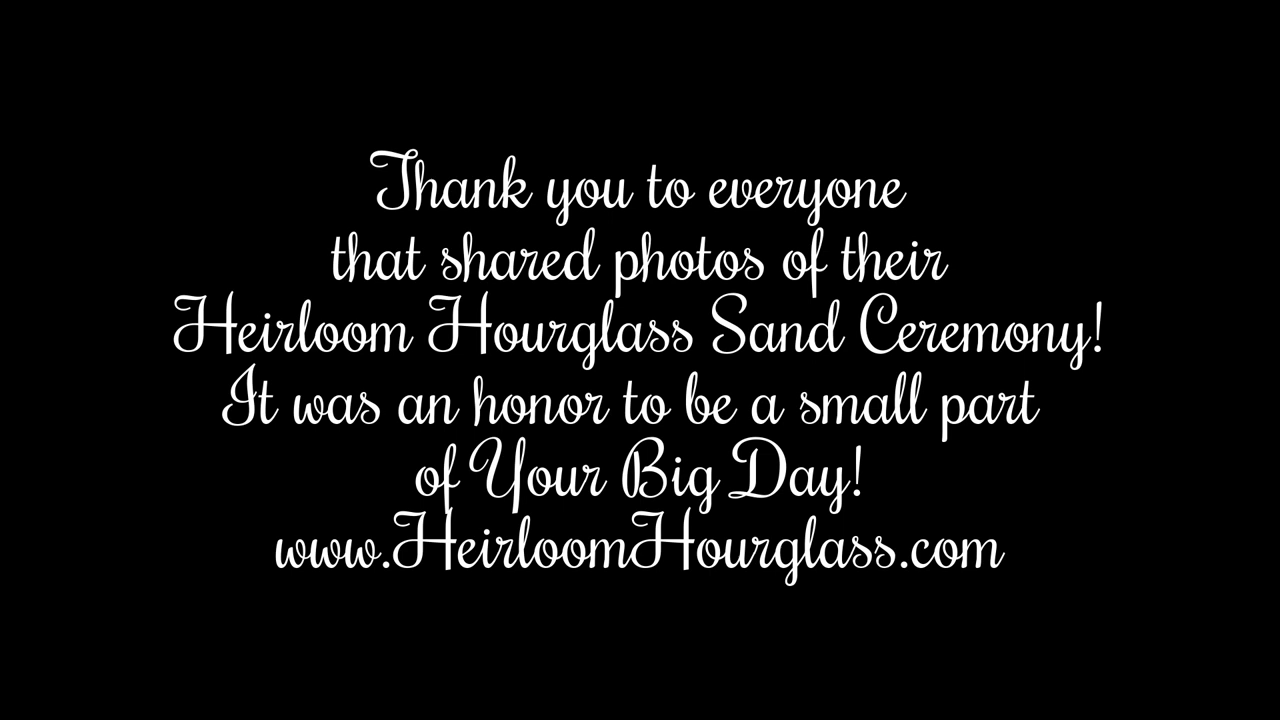 Thank you to everyone
that shared photos of their
Heirloom Hourglass Sand Ceremony!
It was an honor to be a small part
of Your Big Day!
www.HeirloomHourglass.com